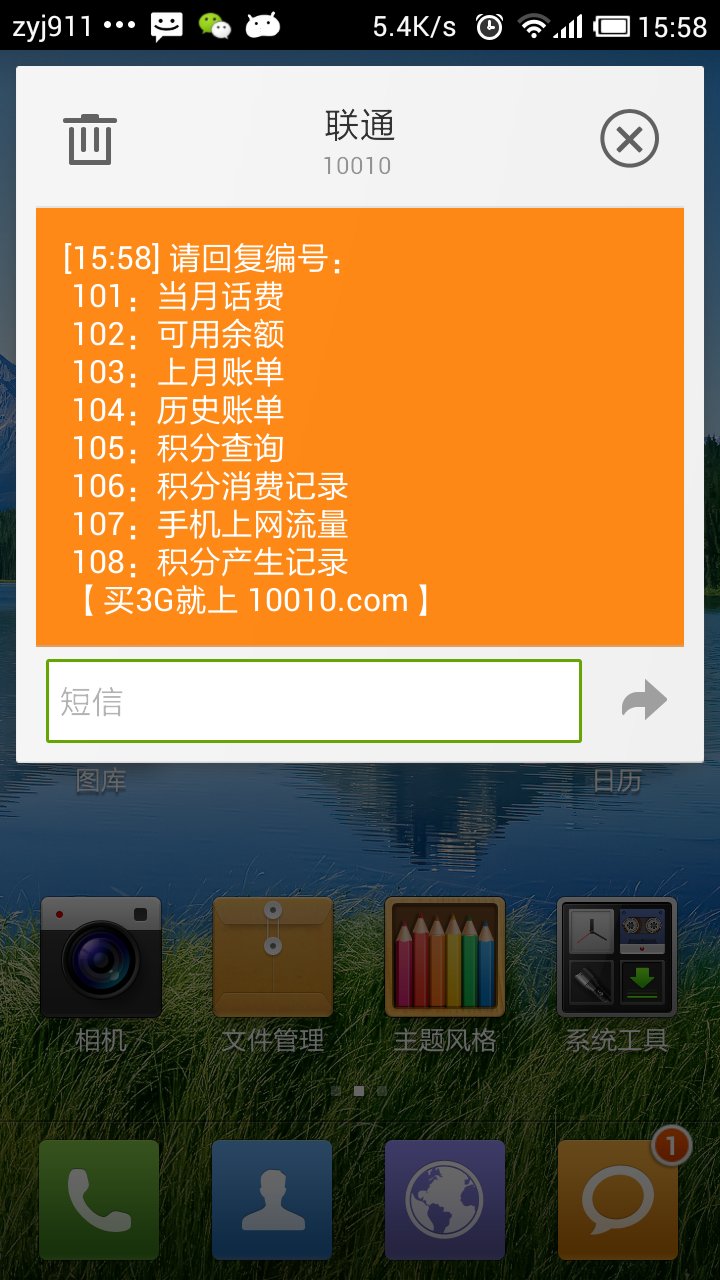 zyj911 ••• 5.4K/s 15:58
联通
10010
[15:58] 请回复编号：
101：当月话费
102：可用余额
103：上月账单
104：历史账单
105：积分查询
106：积分消费记录
107：手机上网流量
108：积分产生记录
【 买3G就上 10010.com 】
短信
图库 日历
相机 文件管理 主题风格 系统工具
1